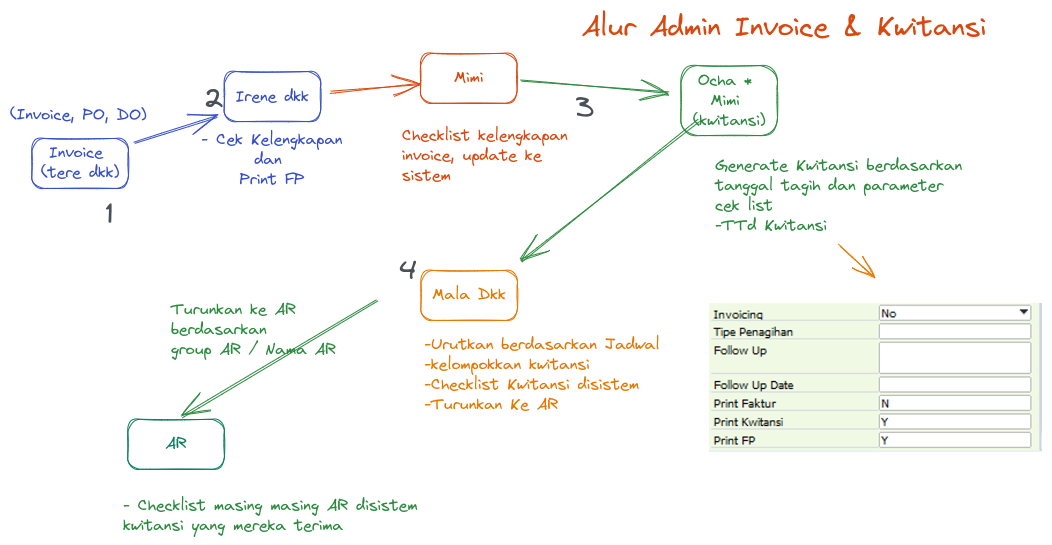 Alur Admin Invoice & Kwitansi
(Invoice, PO, DO)
Invoice
(tere dkk)
1
2
Irene dkk
- Cek Kelengkapan
dan
Print FP
Mimi
Checklist kelengkapan
invoice, update ke
sistem
3
Ocha *
Mimi
(kwitansi)
Generate Kwitansi berdasarkan
tanggal tagih dan parameter
cek list
-TTd Kwitansi
Invoicing No
Tipe Penagihan
Follow Up
Follow Up Date
Print Faktur N
Print Kwitansi Y
Print FP Y
4
Mala Dkk
-Urutkan berdasarkan Jadwal
-kelompokkan kwitansi
-Checklist Kwitansi disistem
-Turunkan Ke AR
Turunkan ke AR
berdasarkan
group AR / Nama AR
AR
- Checklist masing masing AR disistem
kwitansi yang mereka terima